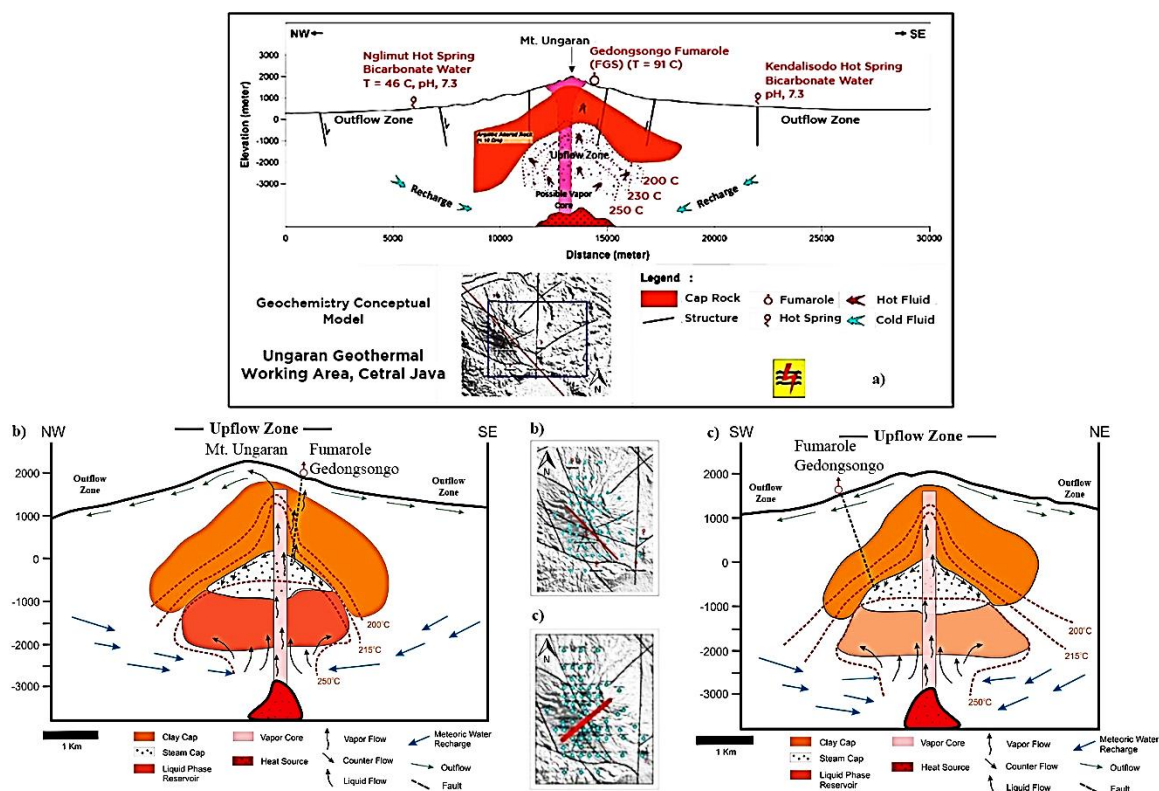 NW
SE
Mt. Ungaran
Nglimut Hot Spring
Bicarbonate Water
T = 46 C, pH, 7.3
Gedongsongo Fumarole
(FGS) (T = 91 C)
Kendalisodo Hot Spring
Bicarbonate Water
pH, 7.3
Elevation (meter)
3000
2000
1000
0
-1000
-2000
-3000
Outflow Zone
Outflow Zone
Argillic Altered Rock
Upflow Zone
200 C
230 C
250 C
Possible Vapor
Core
Recharge
Recharge
0
5000
10000
15000
20000
25000
30000
Distance (meter)
Geochemistry Conceptual
Model
Ungaran Geothermal
Working Area, Cetral Java
N
Legend :
Cap Rock
Fumarole
Hot Fluid
Structure
Hot Spring
Cold Fluid
a)
b)
NW
Upflow Zone
SE
Mt. Ungaran
Fumarole
Gedongsongo
Outflow
Zone
Outflow
Zone
2000
1000
0
-1000
-2000
-3000
200°C
215°C
250°C
1 Km
Clay Cap
Steam Cap
Liquid Phase
Reservoir
Vapor Core
Heat Source
Vapor Flow
Counter Flow
Liquid Flow
Meteoric Water
Recharge
Outflow
Fault
b)
N
c)
N
c)
SW
Upflow Zone
NE
Fumarole
Gedongsongo
Outflow
Zone
Outflow
Zone
2000
1000
0
-1000
-2000
-3000
200°C
215°C
250°C
1 Km
Clay Cap
Steam Cap
Liquid Phase
Reservoir
Vapor Core
Heat Source
Vapor Flow
Counter Flow
Liquid Flow
Meteoric Water
Recharge
Outflow
Fault